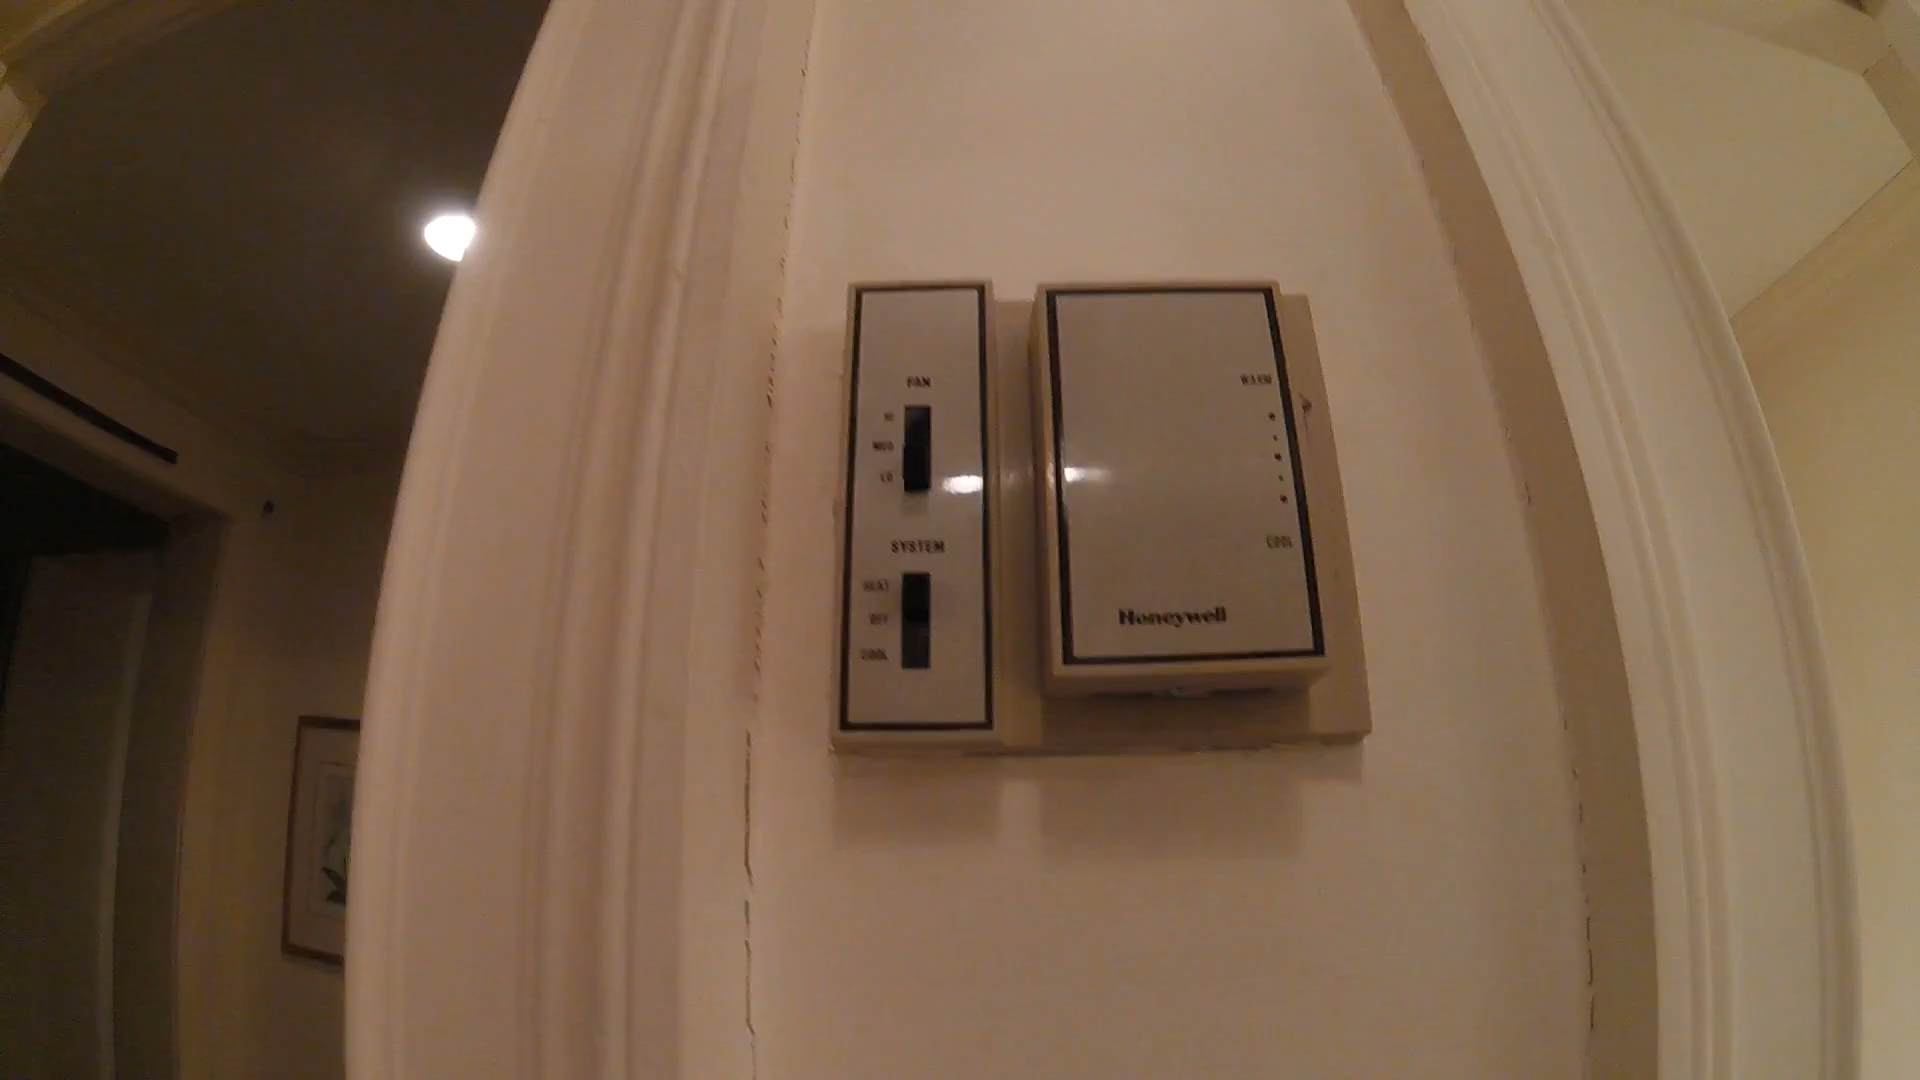 FAN
HI
MED
LO
SYSTEM
HEAT
OFF
COOL
WARM
COOL
Honeywell